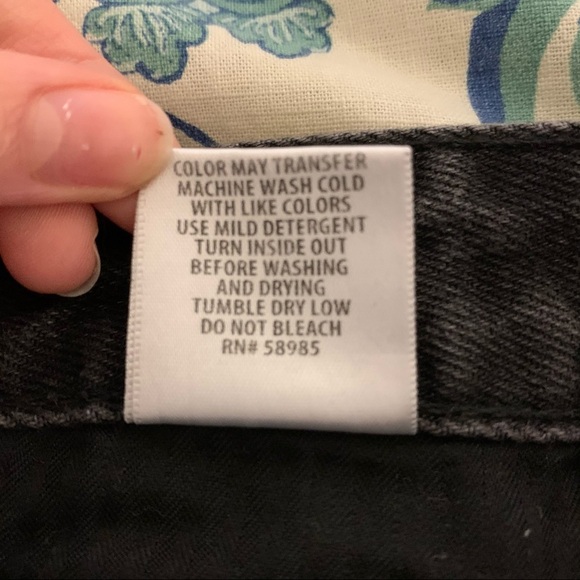 COLOR MAY TRANSFER
MACHINE WASH COLD
WITH LIKE COLORS
USE MILD DETERGENT
TURN INSIDE OUT
BEFORE WASHING
AND DRYING
TUMBLE DRY LOW
DO NOT BLEACH
RN# 58985